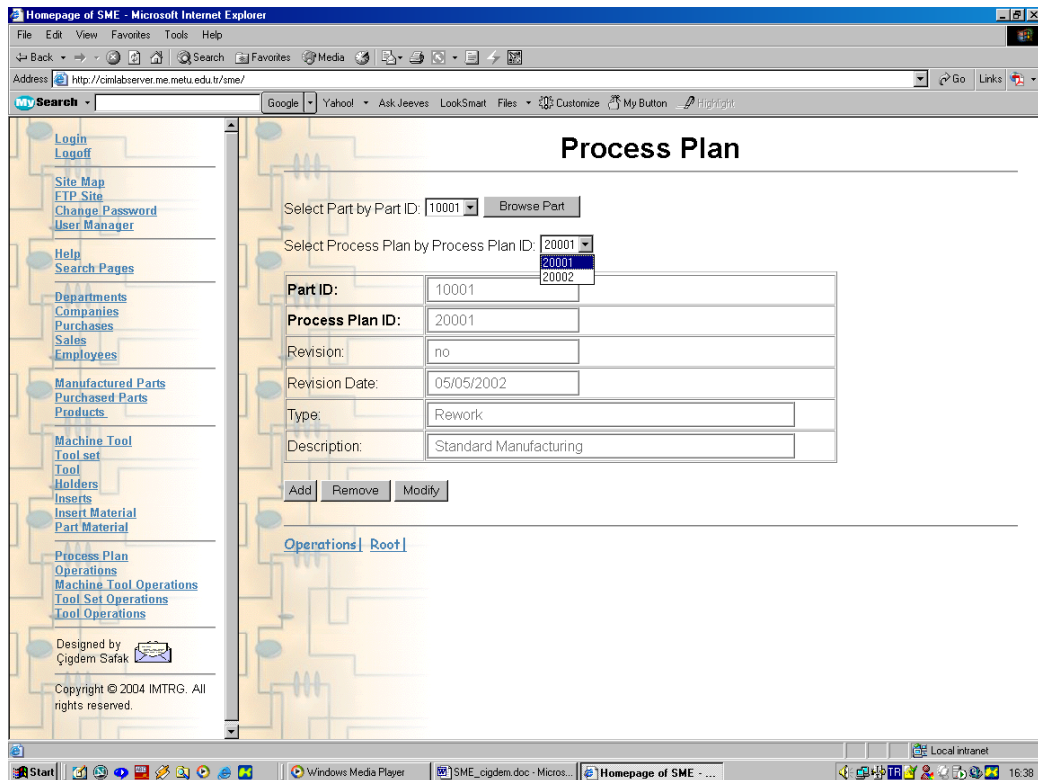 Homepage of SME - Microsoft Internet Explorer
File Edit View Favorites Tools Help
Back Search Favorites Media
Address http://cimlabserver.me.metu.edu.tr/sme/ Go Links
My Search Google Yahoo! Ask Jeeves LookSmart Files Customize My Button Highlight
Login
Logoff
Site Map
FTP Site
Change Password
User Manager
Help
Search Pages
Departments
Companies
Purchases
Sales
Employees
Manufactured Parts
Purchased Parts
Products
Machine Tool
Tool set
Tool
Holders
Inserts
Insert Material
Part Material
Process Plan
Operations
Machine Tool Operations
Tool Set Operations
Tool Operations
Designed by
Çigdem Safak
Copyright © 2004 IMTRG. All
rights reserved.
Process Plan
Select Part by Part ID: 10001 Browse Part
Select Process Plan by Process Plan ID: 20001
20001
20002
Part ID: 10001
Process Plan ID: 20001
Revision: no
Revision Date: 05/05/2002
Type: Rework
Description: Standard Manufacturing
Add Remove Modify
Operations| Root|
Local intranet
Start Windows Media Player SME_cigdem.doc - Micros... Homepage of SME - ... TR 16:38